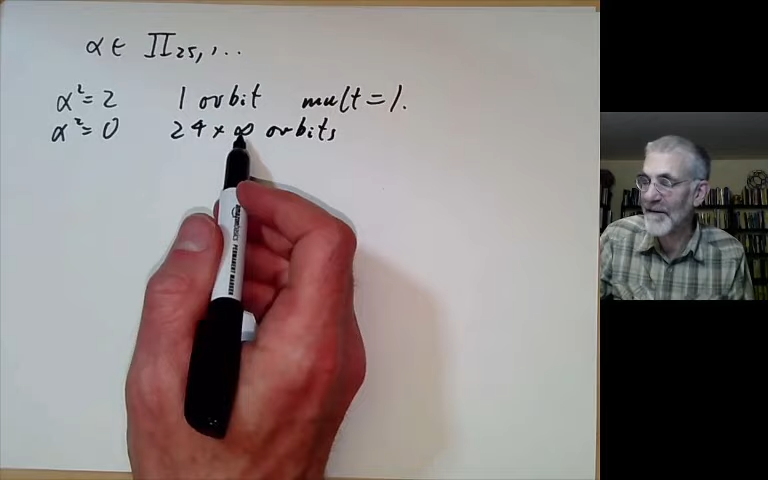 α ∈ II₂₅,₁..
α² = 2 1 orbit mult = 1.
α² = 0 24 × ∞ orbits